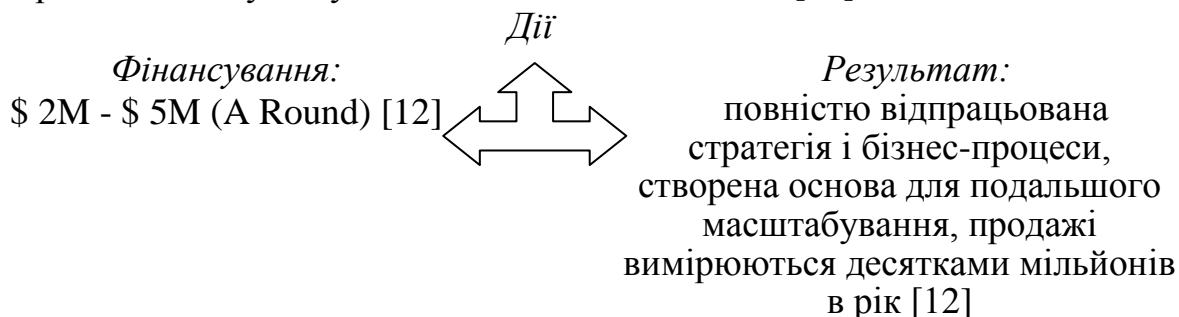 Дії
Фінансування:
$ 2M - $ 5M (A Round) [12]
Результат:
повністю відпрацьована
стратегія і бізнес-процеси,
створена основа для подальшого
масштабування, продажі
вимірюються десятками мільйонів
в рік [12]